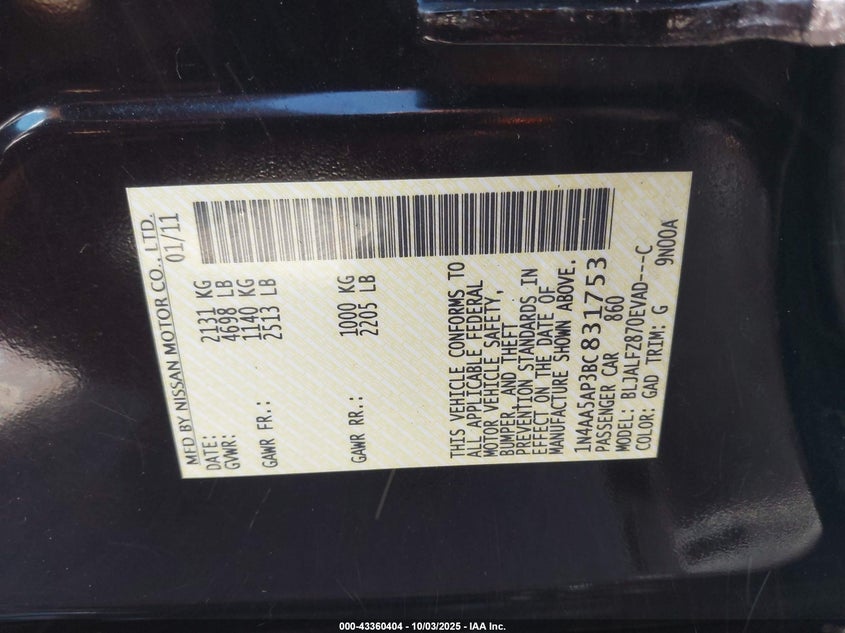 MFD BY NISSAN MOTOR CO., LTD.
DATE: 01/11
GVWR: 2131 KG
4698 LB
GAWR FR.: 1140 KG
2513 LB
GAWR RR.: 1000 KG
2205 LB
THIS VEHICLE CONFORMS TO
ALL APPLICABLE FEDERAL
MOTOR VEHICLE SAFETY,
BUMPER, AND THEFT
PREVENTION STANDARDS IN
EFFECT ON THE DATE OF
MANUFACTURE SHOWN ABOVE.
1N4AA5AP3BC831753
PASSENGER CAR 860
MODEL: BLJALFZ870EVAD---C
COLOR: GAD TRIM: G 9N00A
000-43360404 - 10/03/2025 - IAA Inc.